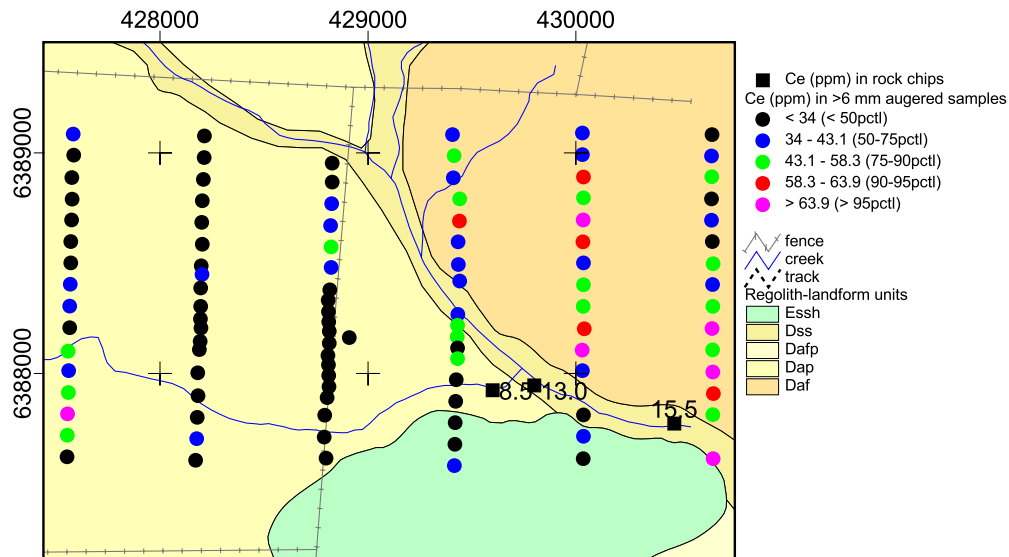 428000 429000 430000
6389000
6388000
8.5 13.0
15.5
Ce (ppm) in rock chips
Ce (ppm) in >6 mm augered samples
< 34 (< 50pctl)
34 - 43.1 (50-75pctl)
43.1 - 58.3 (75-90pctl)
58.3 - 63.9 (90-95pctl)
> 63.9 (> 95pctl)
fence
creek
track
Regolith-landform units
Essh
Dss
Dafp
Dap
Daf